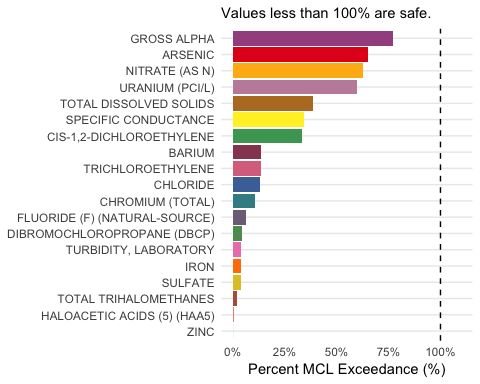 Values less than 100% are safe.
GROSS ALPHA
ARSENIC
NITRATE (AS N)
URANIUM (PCI/L)
TOTAL DISSOLVED SOLIDS
SPECIFIC CONDUCTANCE
CIS-1,2-DICHLOROETHYLENE
BARIUM
TRICHLOROETHYLENE
CHLORIDE
CHROMIUM (TOTAL)
FLUORIDE (F) (NATURAL-SOURCE)
DIBROMOCHLOROPROPANE (DBCP)
TURBIDITY, LABORATORY
IRON
SULFATE
TOTAL TRIHALOMETHANES
HALOACETIC ACIDS (5) (HAA5)
ZINC
0% 25% 50% 75% 100%
Percent MCL Exceedance (%)